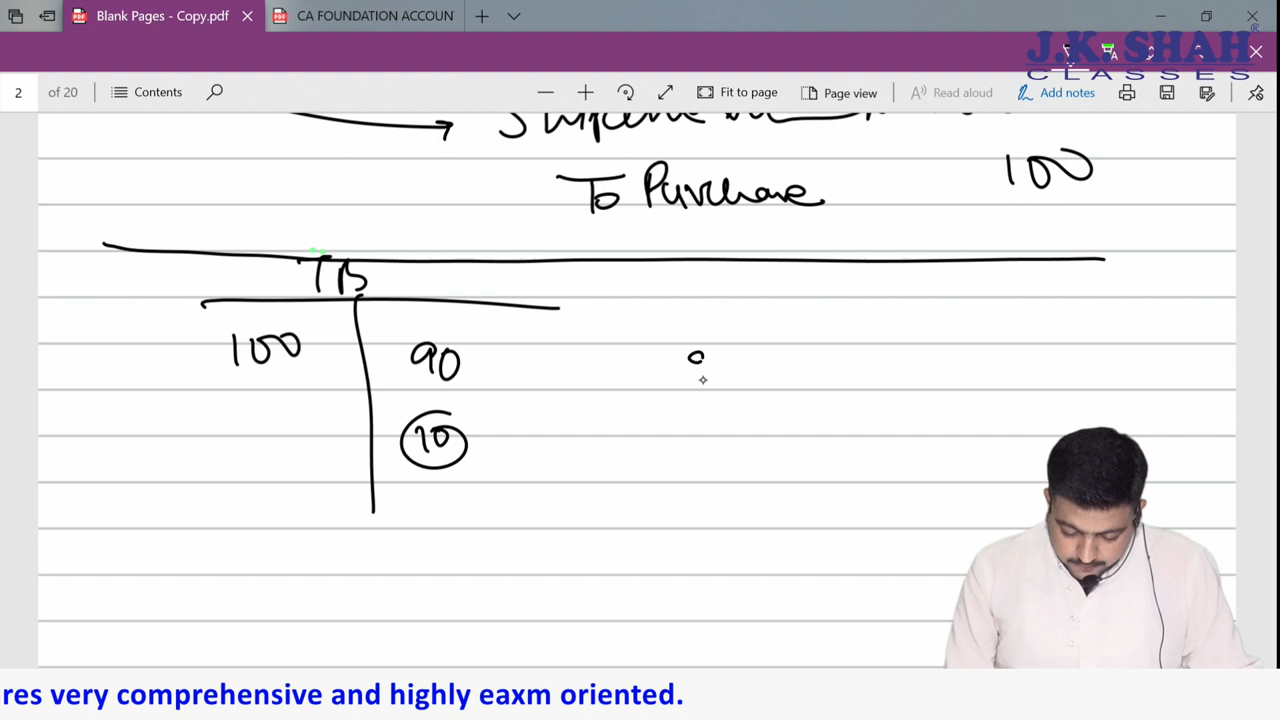 Blank Pages - Copy.pdf
CA FOUNDATION ACCOUN
J.K. SHAH®
CLASSES
2 of 20
Contents
Fit to page
Page view
Read aloud
Add notes
100
To Purchase
TB
100 90
10
res very comprehensive and highly eaxm oriented.